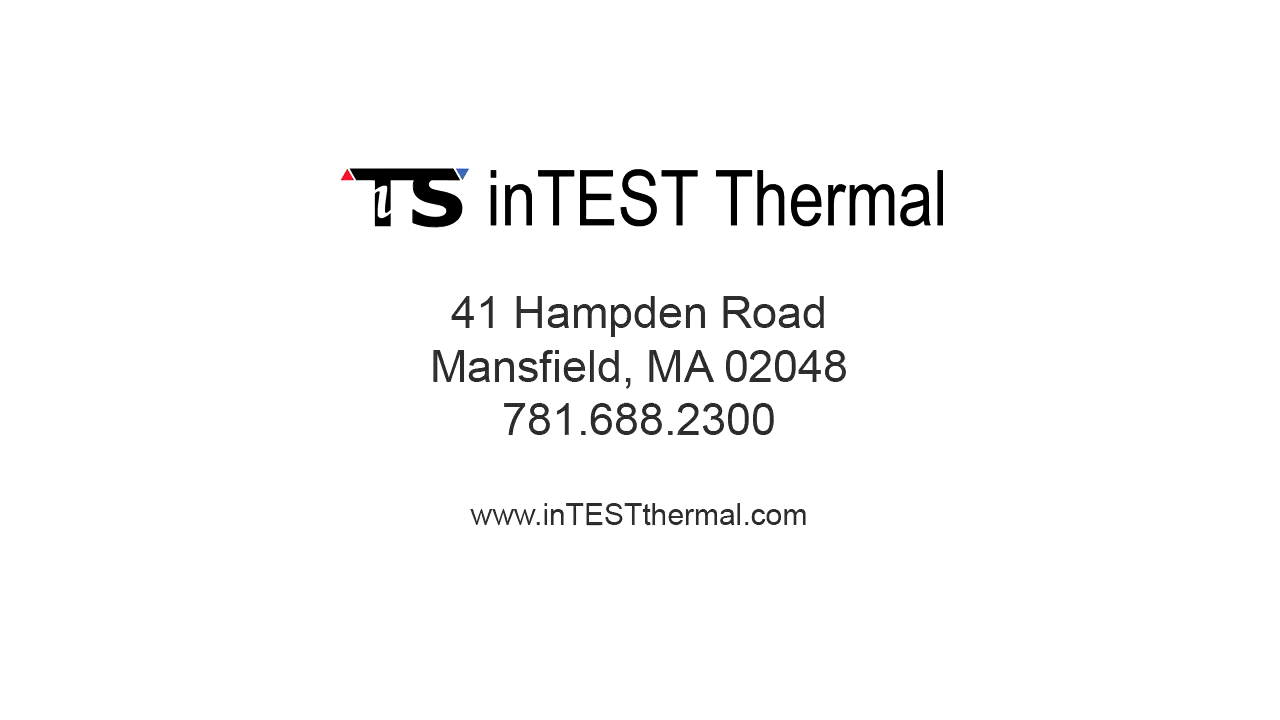 iTS inTEST Thermal
41 Hampden Road
Mansfield, MA 02048
781.688.2300
www.inTESTthermal.com